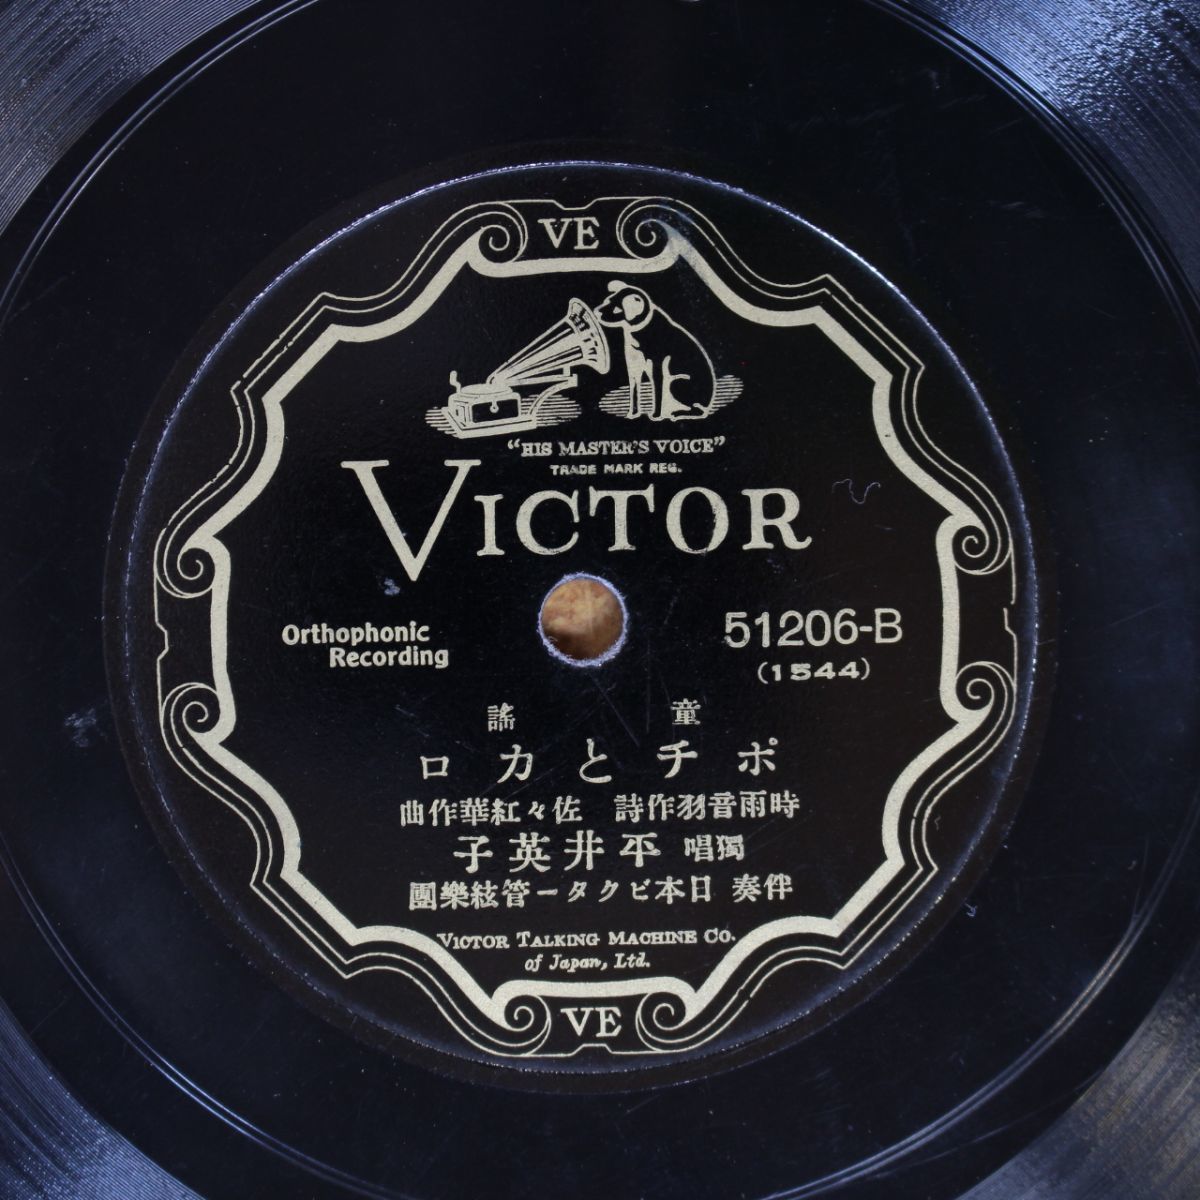 VE
"HIS MASTER'S VOICE"
TRADE MARK REG.
VICTOR
Orthophonic
Recording
51206-B
(1544)
童謠
ポチとカロ
時雨音羽作詩 佐々紅華作曲
獨唱 平井英子
伴奏 日本ビクター管絃樂團
VICTOR TALKING MACHINE CO.
of Japan, Ltd.
VE